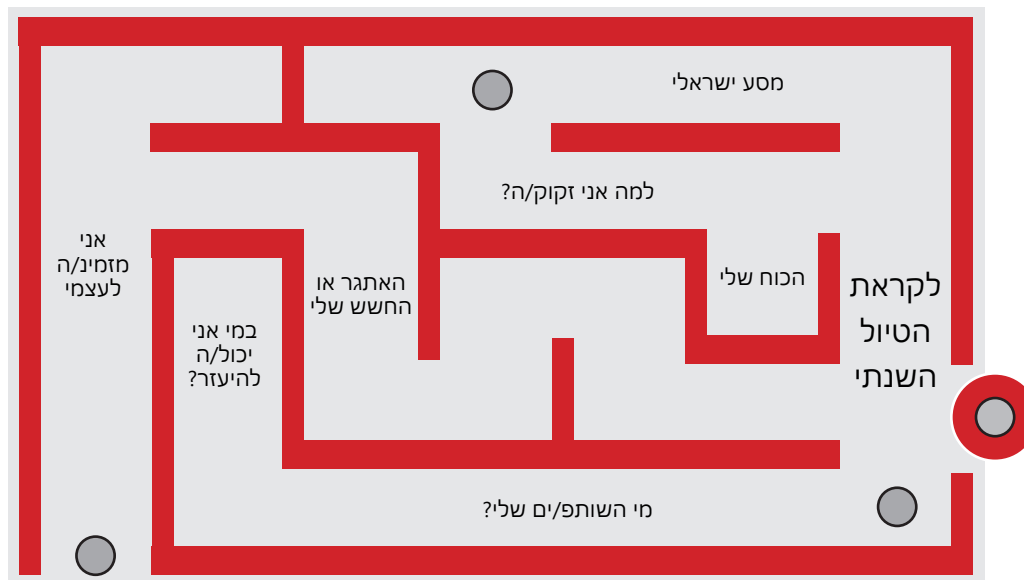 מסע ישראלי
למה אני זקוק/ה?
לקראת
הטיול
השנתי
הכוח שלי
האתגר או
החשש שלי
אני
מזמינ/ה
לעצמי
במי אני
יכול/ה
להיעזר?
מי השותפ/ים שלי?